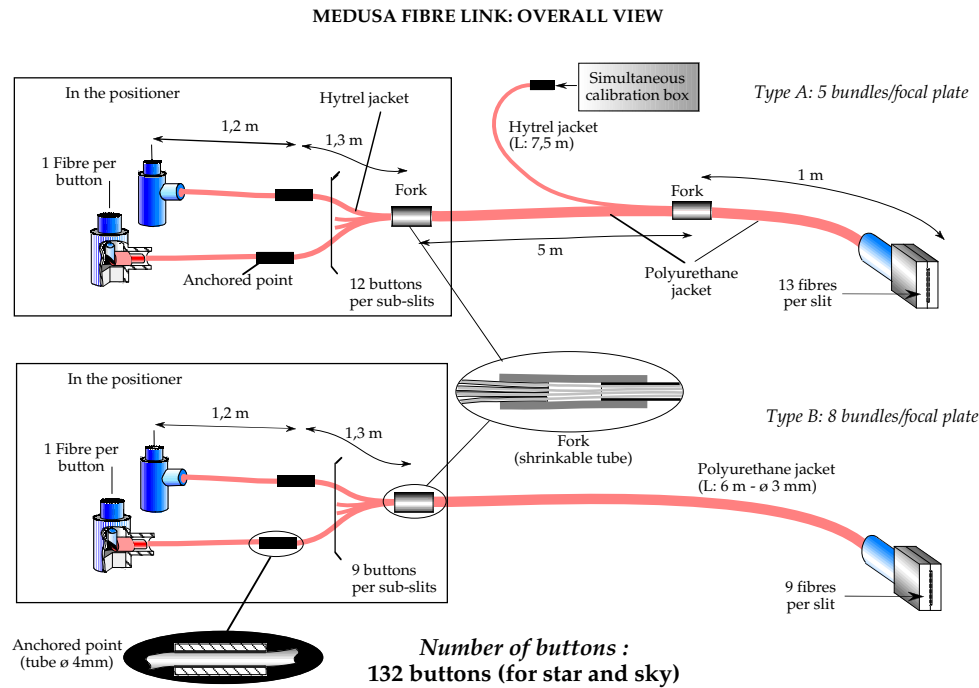 MEDUSA FIBRE LINK: OVERALL VIEW
In the positioner
Hytrel jacket
1,2 m
1,3 m
1 Fibre per
button
Fork
Anchored point
12 buttons
per sub-slits
Simultaneous
calibration box
Hytrel jacket
(L: 7,5 m)
Type A: 5 bundles/focal plate
Fork
1 m
5 m
Polyurethane
jacket
13 fibres
per slit
In the positioner
1,2 m
1,3 m
1 Fibre per
button
9 buttons
per sub-slits
Fork
(shrinkable tube)
Type B: 8 bundles/focal plate
Polyurethane jacket
(L: 6 m - ø 3 mm)
9 fibres
per slit
Anchored point
(tube ø 4mm)
Number of buttons :
132 buttons (for star and sky)